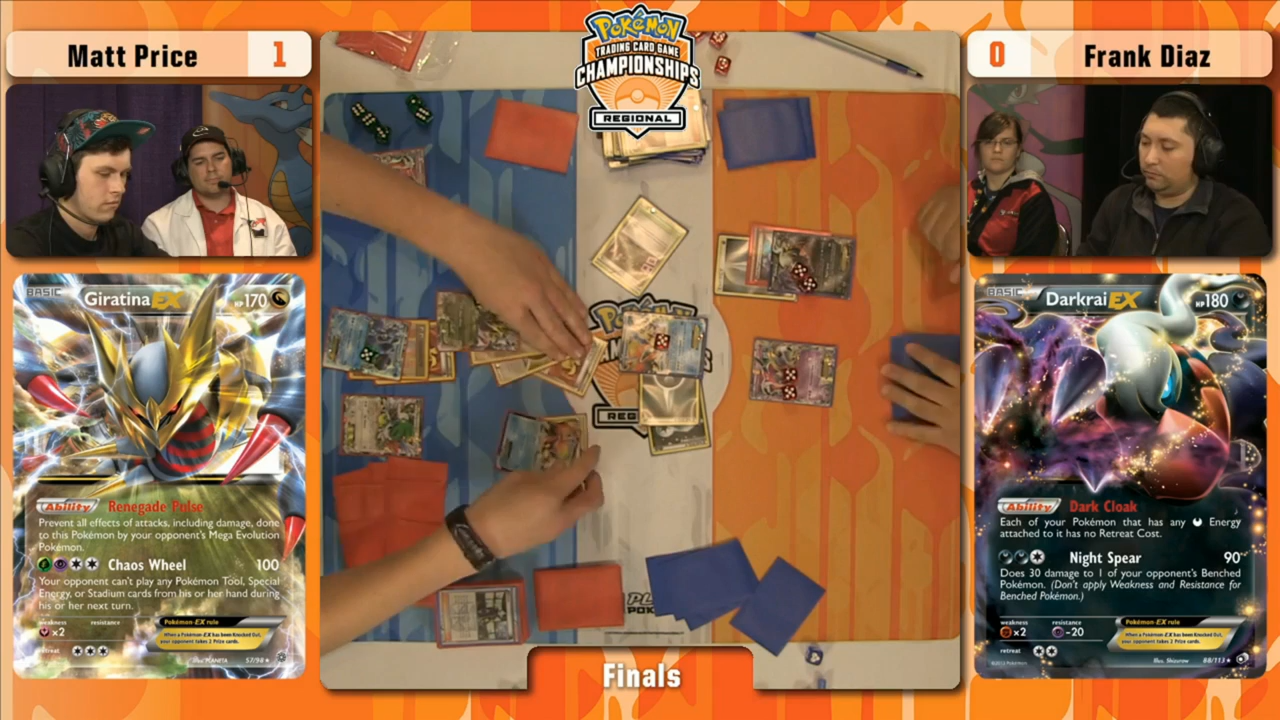 Matt Price 1
Pokémon
TRADING CARD GAME
CHAMPIONSHIPS
REGIONAL
0 Frank Diaz
BASIC Giratina EX HP170
Ability Renegade Pulse
Prevent all effects of attacks, including damage, done
to this Pokémon by your opponent's Mega Evolution
Pokémon.
Chaos Wheel 100
Your opponent can't play any Pokémon Tool, Special
Energy, or Stadium cards from his or her hand during
his or her next turn.
weakness resistance
×2
Pokémon-EX rule
When a Pokémon-EX has been Knocked Out,
your opponent takes 2 Prize cards.
retreat
57/98
BASIC Darkrai EX HP180
Ability Dark Cloak
Each of your Pokémon that has any Energy
attached to it has no Retreat Cost.
Night Spear 90
Does 30 damage to 1 of your opponent's Benched
Pokémon. (Don't apply Weakness and Resistance for
Benched Pokémon.)
weakness resistance
×2 -20
Pokémon-EX rule
When a Pokémon-EX has been Knocked Out,
your opponent takes 2 Prize cards.
retreat
88/113
Finals